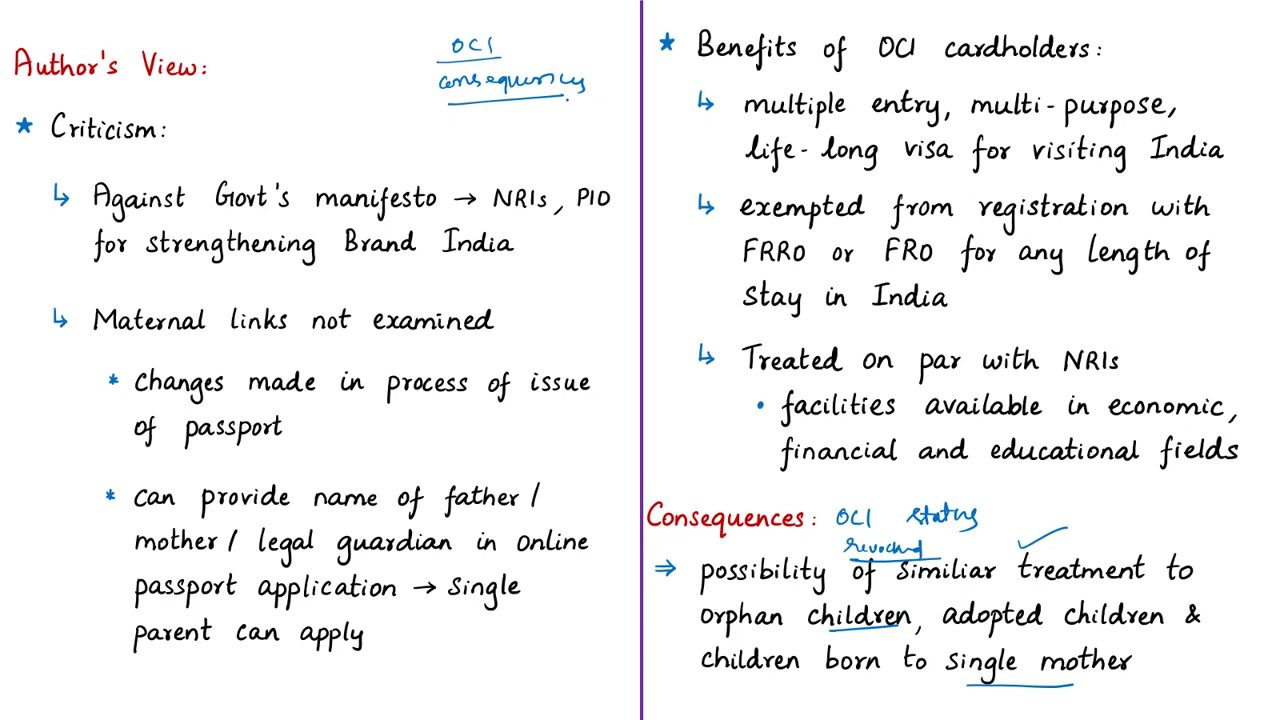 Author's View:
OCI
consequences
★ Criticism:
↳ Against Govt's manifesto → NRIs, PIO
for strengthening Brand India
↳ Maternal links not examined
* changes made in process of issue
of passport
* can provide name of father /
mother / legal guardian in online
passport application → single
parent can apply
★ Benefits of OCI cardholders:
↳ multiple entry, multi-purpose,
life-long visa for visiting India
↳ exempted from registration with
FRRO or FRO for any length of
stay in India
↳ Treated on par with NRIs
• facilities available in economic,
financial and educational fields
Consequences: OCI status
revoked
⇒ possibility of similiar treatment to
orphan children, adopted children &
children born to single mother